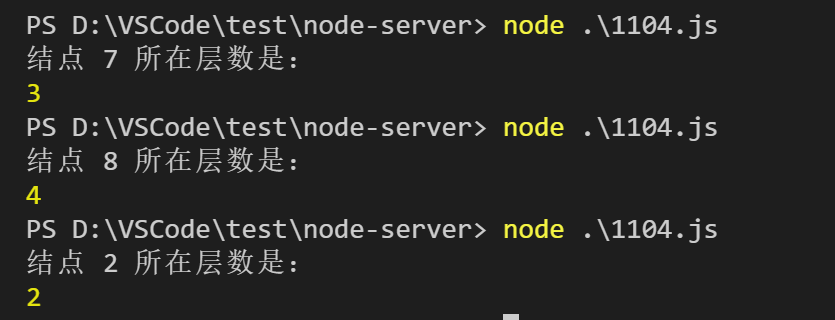 PS D:\VSCode\test\node-server> node .\1104.js
结点 7 所在层数是:
3
PS D:\VSCode\test\node-server> node .\1104.js
结点 8 所在层数是:
4
PS D:\VSCode\test\node-server> node .\1104.js
结点 2 所在层数是:
2